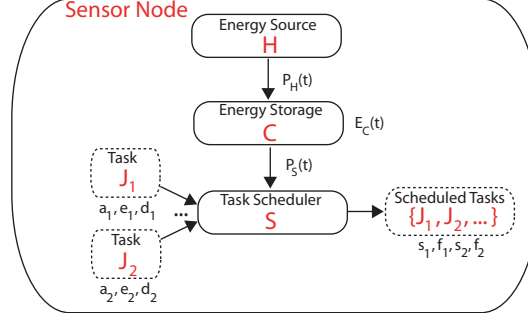 Sensor Node
Energy Source
H
P_H(t)
Energy Storage
C
E_C(t)
P_S(t)
Task
J_1
a_1, e_1, d_1
...
Task Scheduler
S
Scheduled Tasks
{J_1, J_2, ...}
s_1, f_1, s_2, f_2
Task
J_2
a_2, e_2, d_2